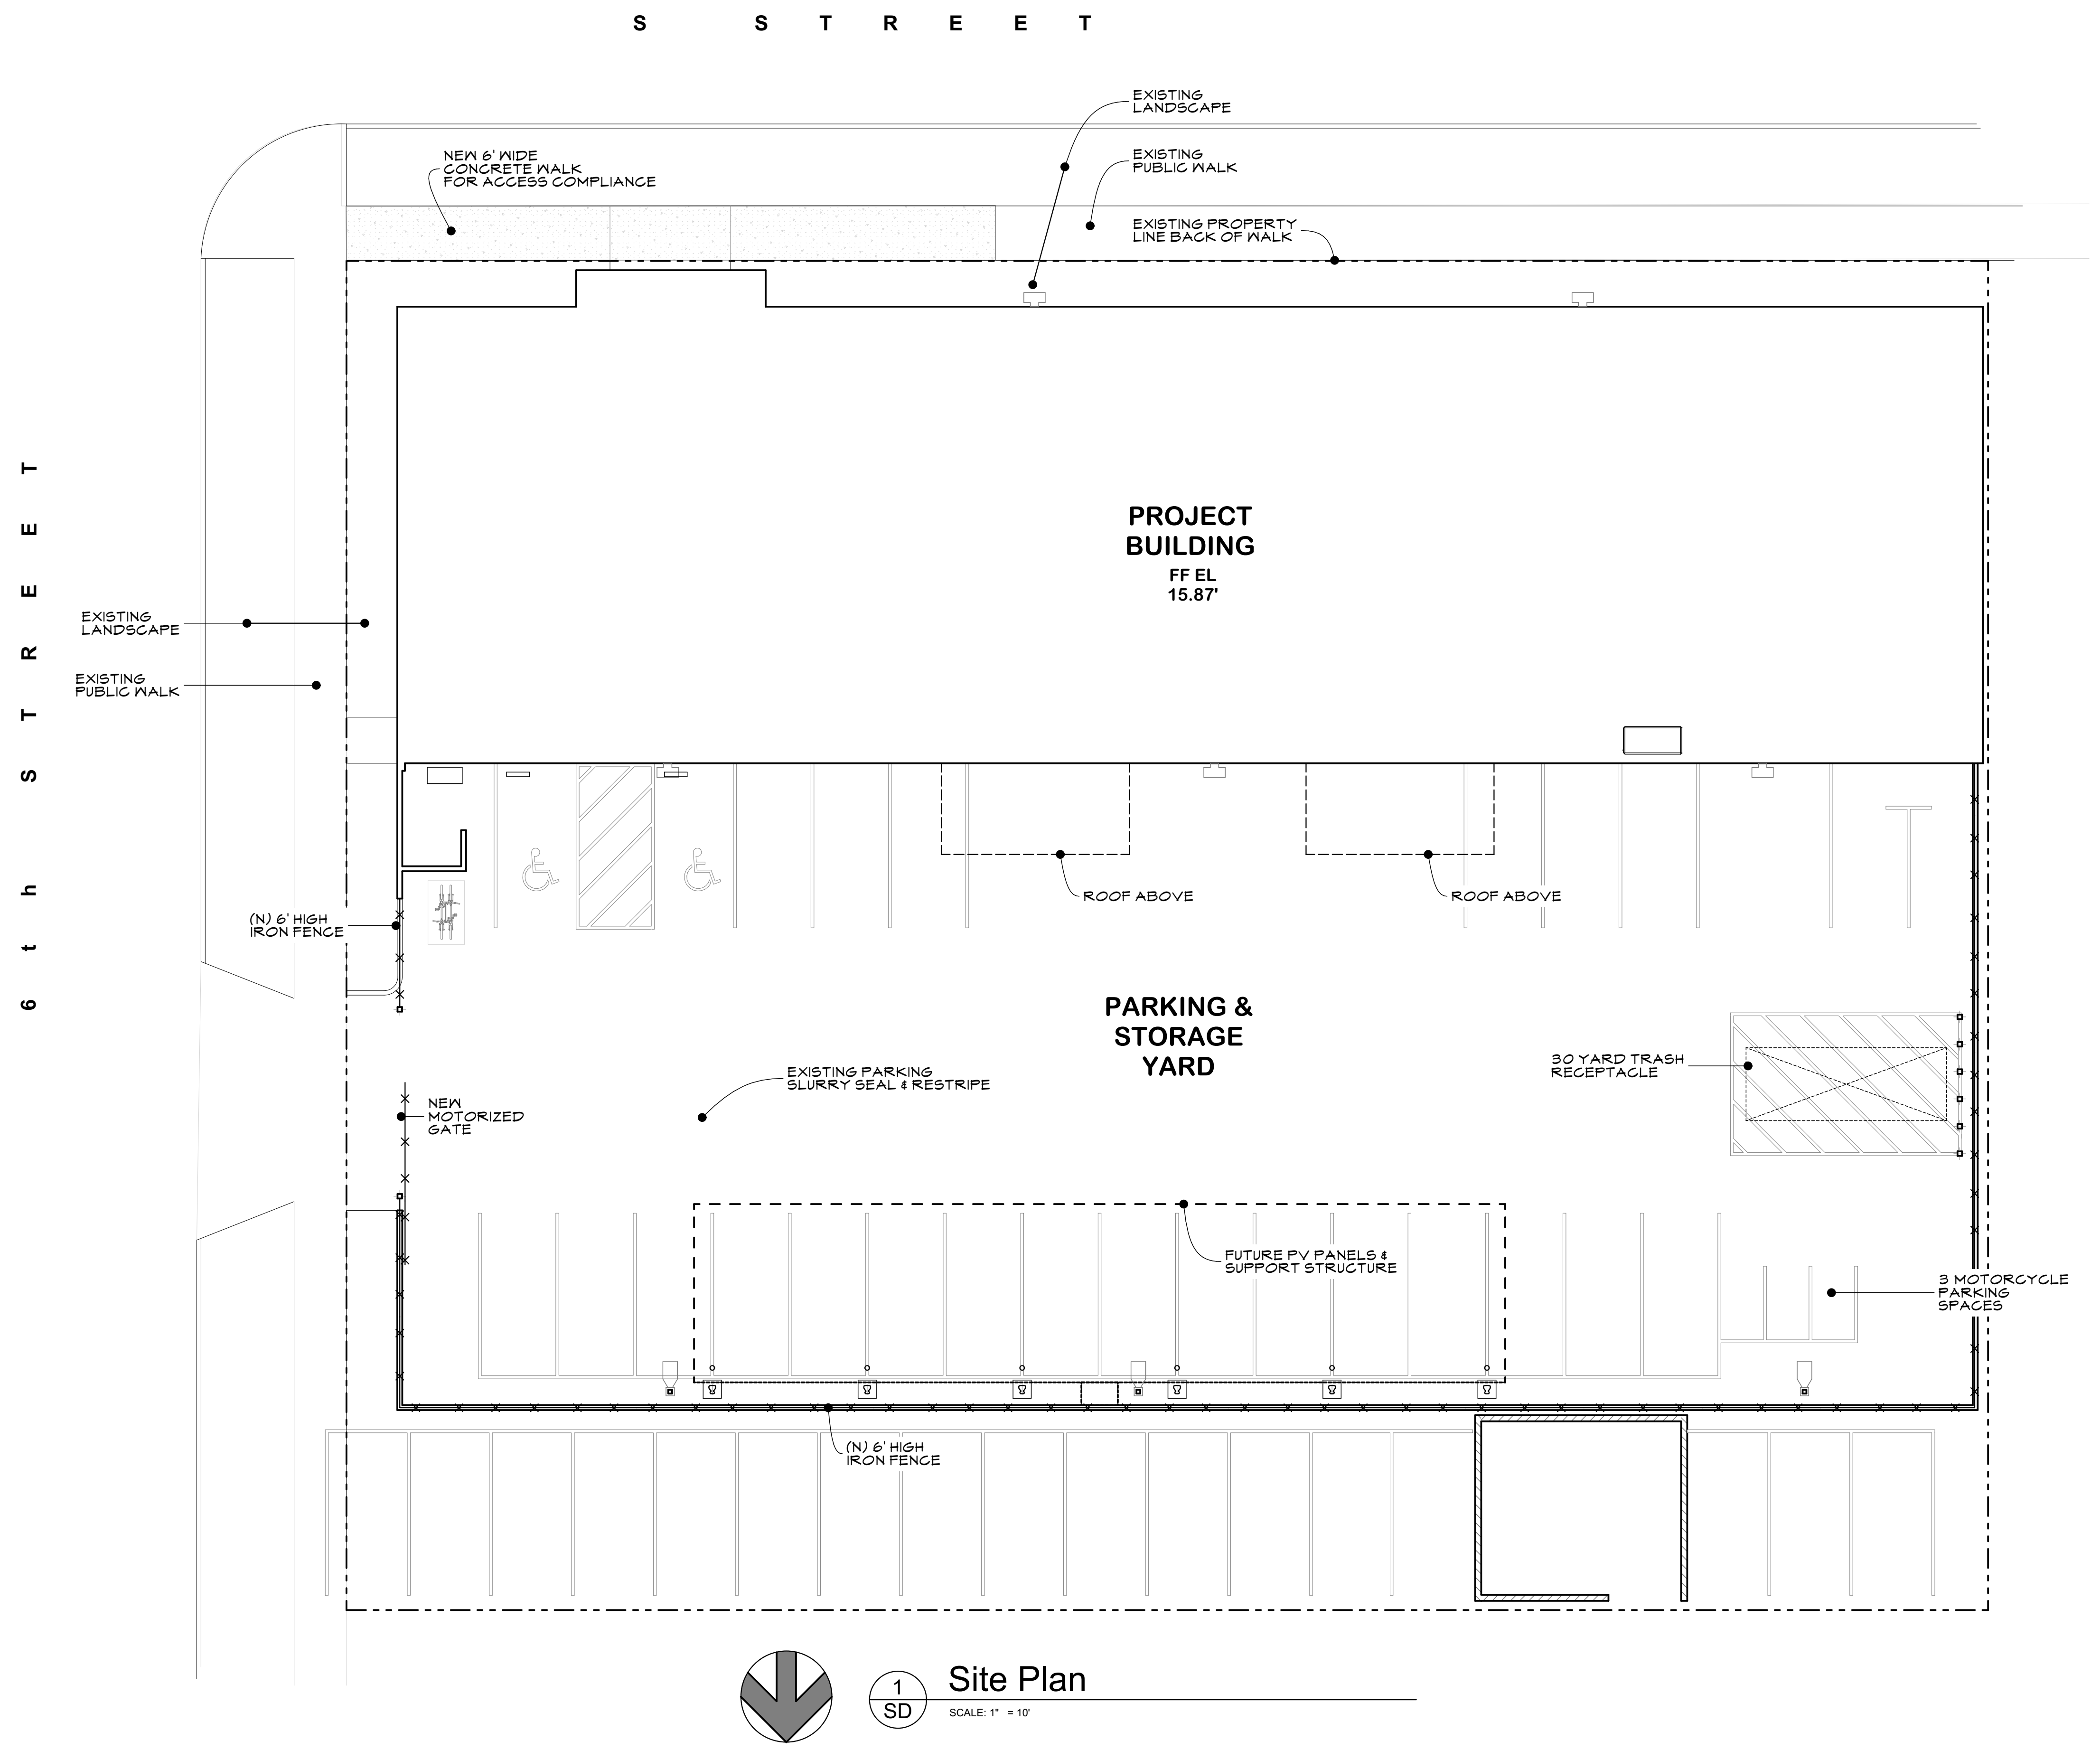 S STREET
EXISTING
LANDSCAPE
NEW 6' WIDE
CONCRETE WALK
FOR ACCESS COMPLIANCE
EXISTING
PUBLIC WALK
EXISTING PROPERTY
LINE BACK OF WALK
6th STREET
PROJECT
BUILDING
FF EL
15.87'
EXISTING
LANDSCAPE
EXISTING
PUBLIC WALK
ROOF ABOVE
ROOF ABOVE
(N) 6' HIGH
IRON FENCE
PARKING &
STORAGE
YARD
30 YARD TRASH
RECEPTACLE
EXISTING PARKING
SLURRY SEAL & RESTRIPE
NEW
MOTORIZED
GATE
FUTURE PV PANELS &
SUPPORT STRUCTURE
3 MOTORCYCLE
PARKING
SPACES
(N) 6' HIGH
IRON FENCE
1
SD
Site Plan
SCALE: 1" = 10'